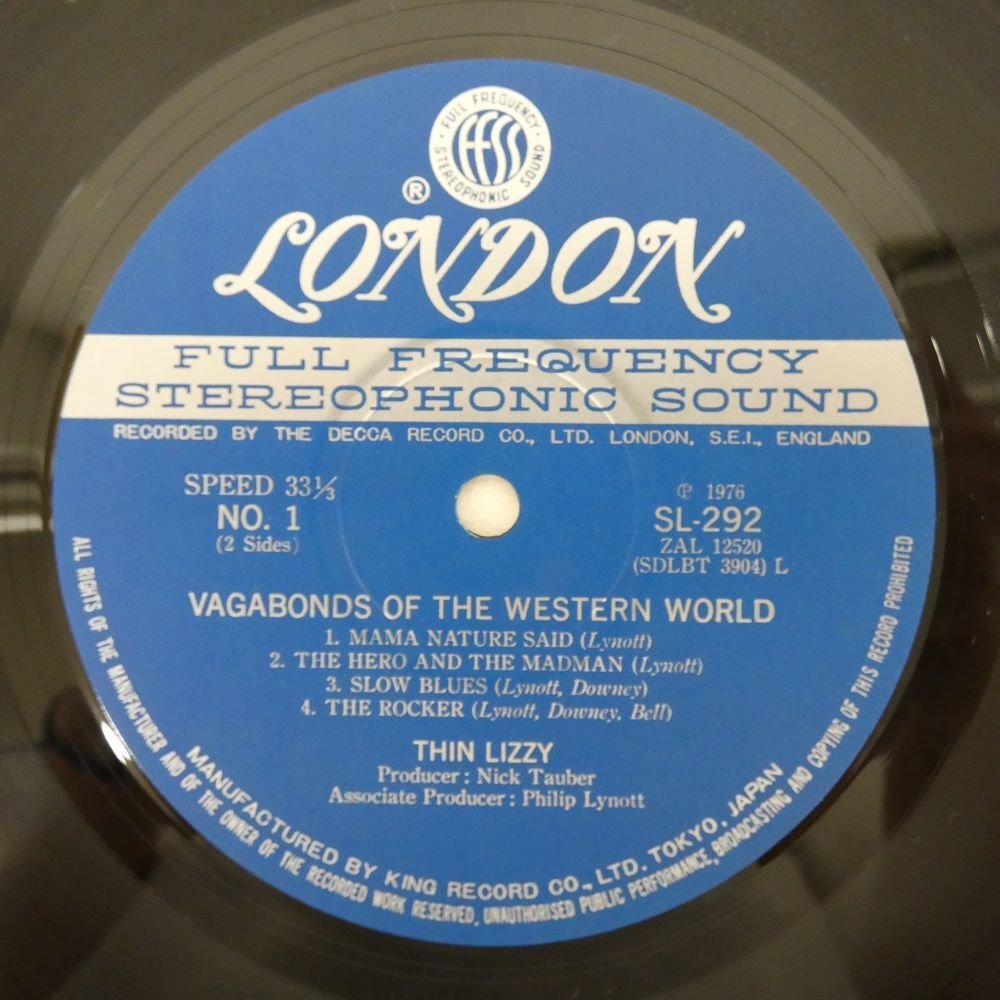 FULL FREQUENCY STEREOPHONIC SOUND
FFSS
®
LONDON
FULL FREQUENCY
STEREOPHONIC SOUND
RECORDED BY THE DECCA RECORD CO., LTD. LONDON, S.E.I., ENGLAND
SPEED 33⅓
NO. 1
(2 Sides)
℗ 1976
SL-292
ZAL 12520
(SDLBT 3904) L
VAGABONDS OF THE WESTERN WORLD
1. MAMA NATURE SAID (Lynott)
2. THE HERO AND THE MADMAN (Lynott)
3. SLOW BLUES (Lynott, Downey)
4. THE ROCKER (Lynott, Downey, Bell)
THIN LIZZY
Producer : Nick Tauber
Associate Producer : Philip Lynott
MANUFACTURED BY KING RECORD CO., LTD. TOKYO, JAPAN
ALL RIGHTS OF THE MANUFACTURER AND OF THE OWNER OF THE RECORDED WORK RESERVED, UNAUTHORISED PUBLIC PERFORMANCE, BROADCASTING AND COPYING OF THIS RECORD PROHIBITED